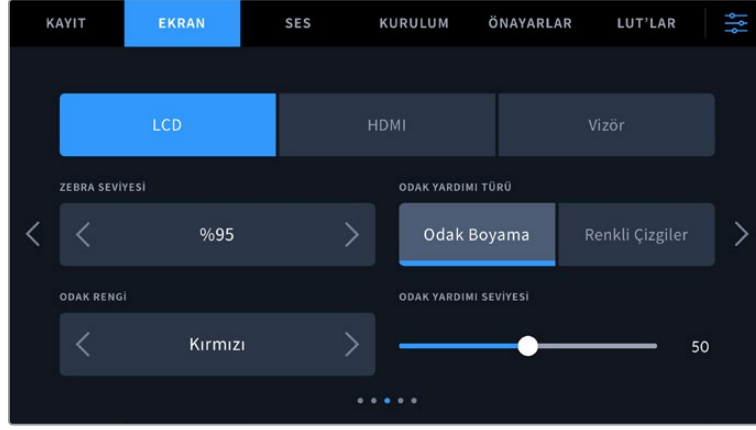 KAYIT EKRAN SES KURULUM ÖNAYARLAR LUT'LAR
LCD HDMI Vizör
ZEBRA SEVİYESİ ODAK YARDIMI TÜRÜ
%95 Odak Boyama Renkli Çizgiler
ODAK RENGİ ODAK YARDIMI SEVİYESİ
Kırmızı 50